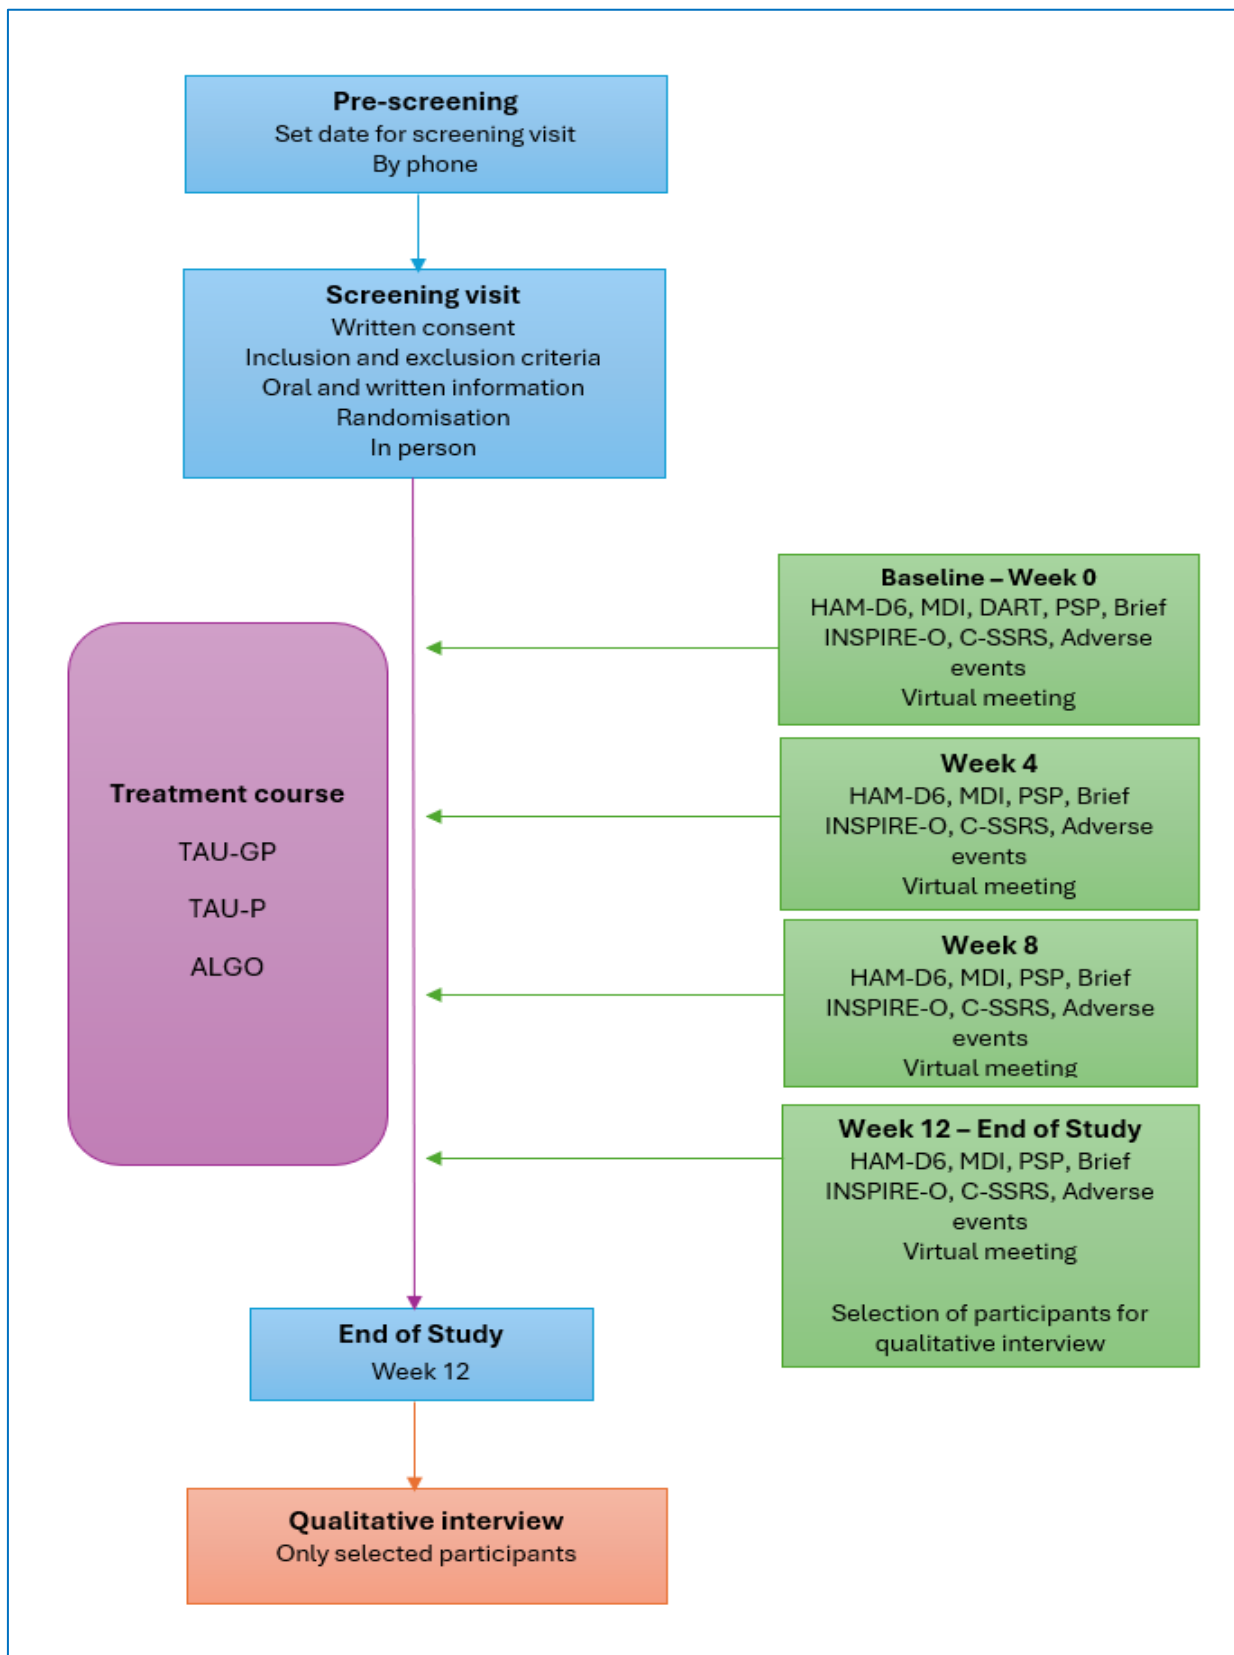 Pre-screening
Set date for screening visit
By phone
Screening visit
Written consent
Inclusion and exclusion criteria
Oral and written information
Randomisation
In person
Baseline – Week 0
HAM-D6, MDI, DART, PSP, Brief
INSPIRE-O, C-SSRS, Adverse
events
Virtual meeting
Treatment course
TAU-GP
TAU-P
ALGO
Week 4
HAM-D6, MDI, PSP, Brief
INSPIRE-O, C-SSRS, Adverse
events
Virtual meeting
Week 8
HAM-D6, MDI, PSP, Brief
INSPIRE-O, C-SSRS, Adverse
events
Virtual meeting
Week 12 – End of Study
HAM-D6, MDI, PSP, Brief
INSPIRE-O, C-SSRS, Adverse
events
Virtual meeting
Selection of participants for
qualitative interview
End of Study
Week 12
Qualitative interview
Only selected participants